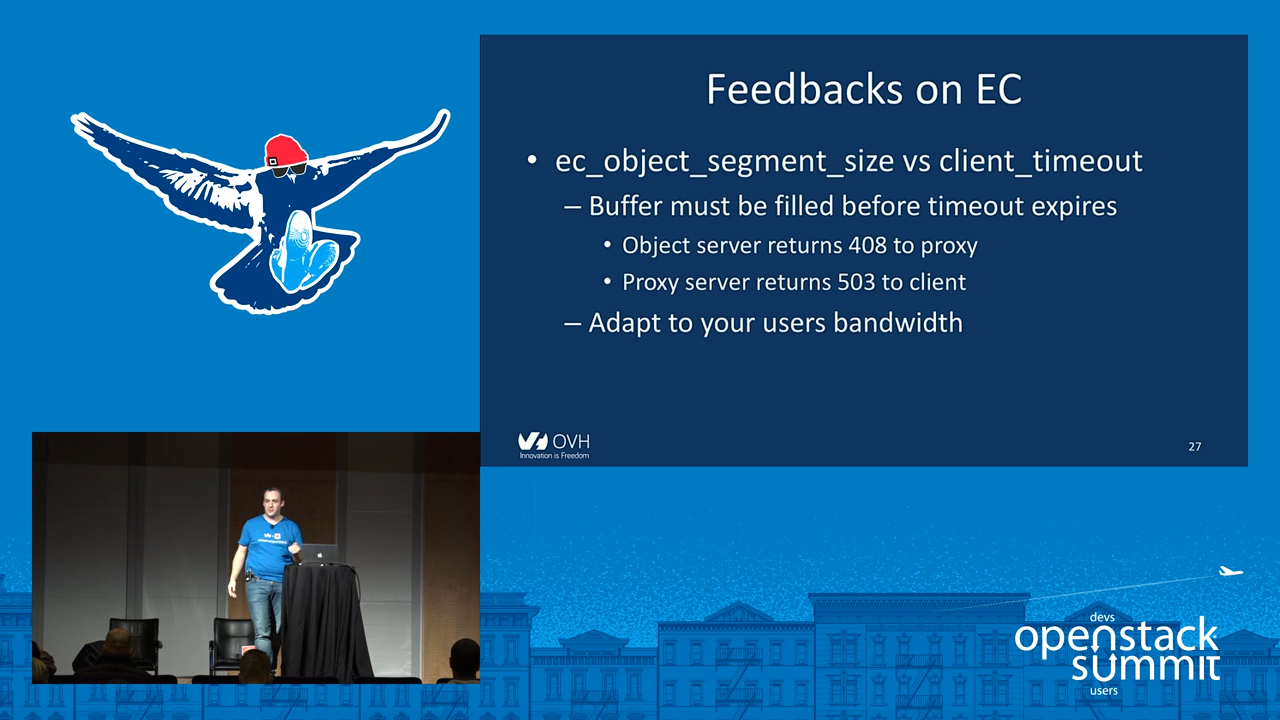 Feedbacks on EC
• ec_object_segment_size vs client_timeout
– Buffer must be filled before timeout expires
• Object server returns 408 to proxy
• Proxy server returns 503 to client
– Adapt to your users bandwidth
OVH
Innovation is Freedom
27
devs
openstack
summit
users